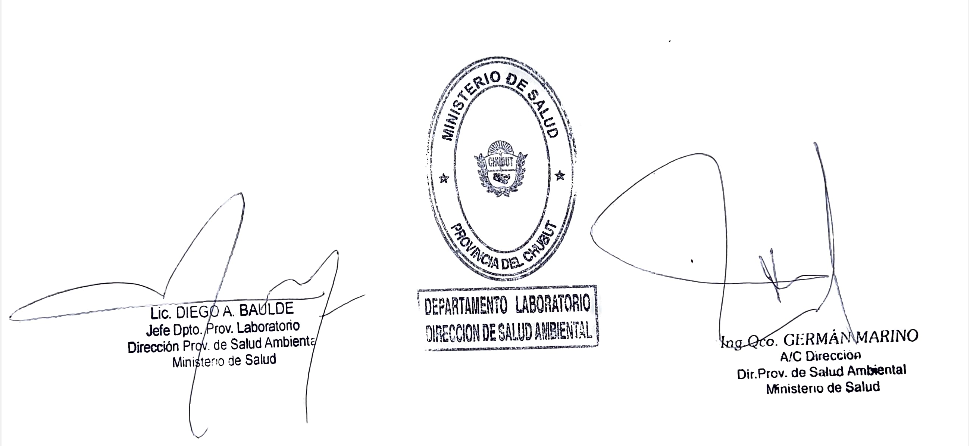 MINISTERIO DE SALUD
CHUBUT
PROVINCIA DEL CHUBUT
DEPARTAMENTO LABORATORIO
DIRECCION DE SALUD AMBIENTAL
Lic. DIEGO A. BAULDE
Jefe Dpto. Prov. Laboratorio
Dirección Prov. de Salud Ambienta
Ministerio de Salud
Ing. Qco. GERMÁN MARINO
A/C Dirección
Dir.Prov. de Salud Ambiental
Ministerio de Salud